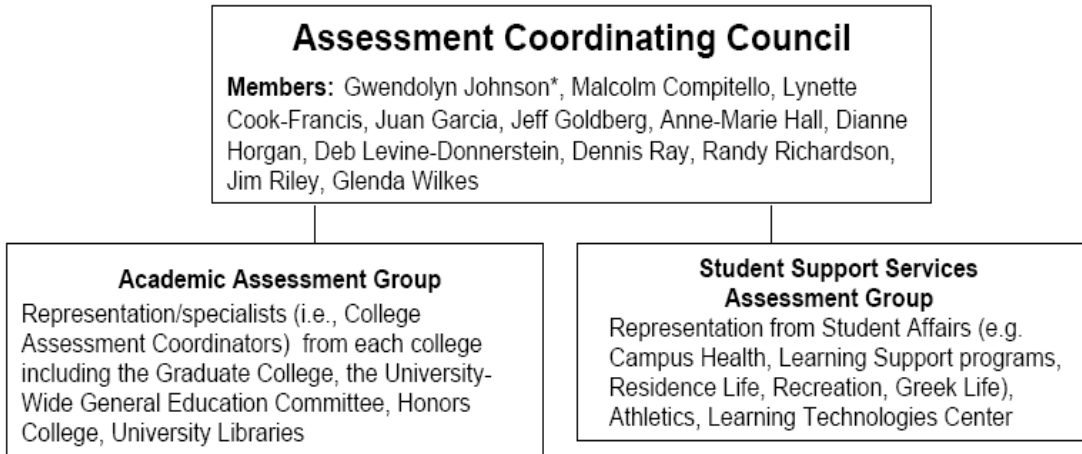 Assessment Coordinating Council
Members: Gwendolyn Johnson*, Malcolm Compitello, Lynette
Cook-Francis, Juan Garcia, Jeff Goldberg, Anne-Marie Hall, Dianne
Horgan, Deb Levine-Donnerstein, Dennis Ray, Randy Richardson,
Jim Riley, Glenda Wilkes
Academic Assessment Group
Representation/specialists (i.e., College
Assessment Coordinators) from each college
including the Graduate College, the University-
Wide General Education Committee, Honors
College, University Libraries
Student Support Services
Assessment Group
Representation from Student Affairs (e.g.
Campus Health, Learning Support programs,
Residence Life, Recreation, Greek Life),
Athletics, Learning Technologies Center